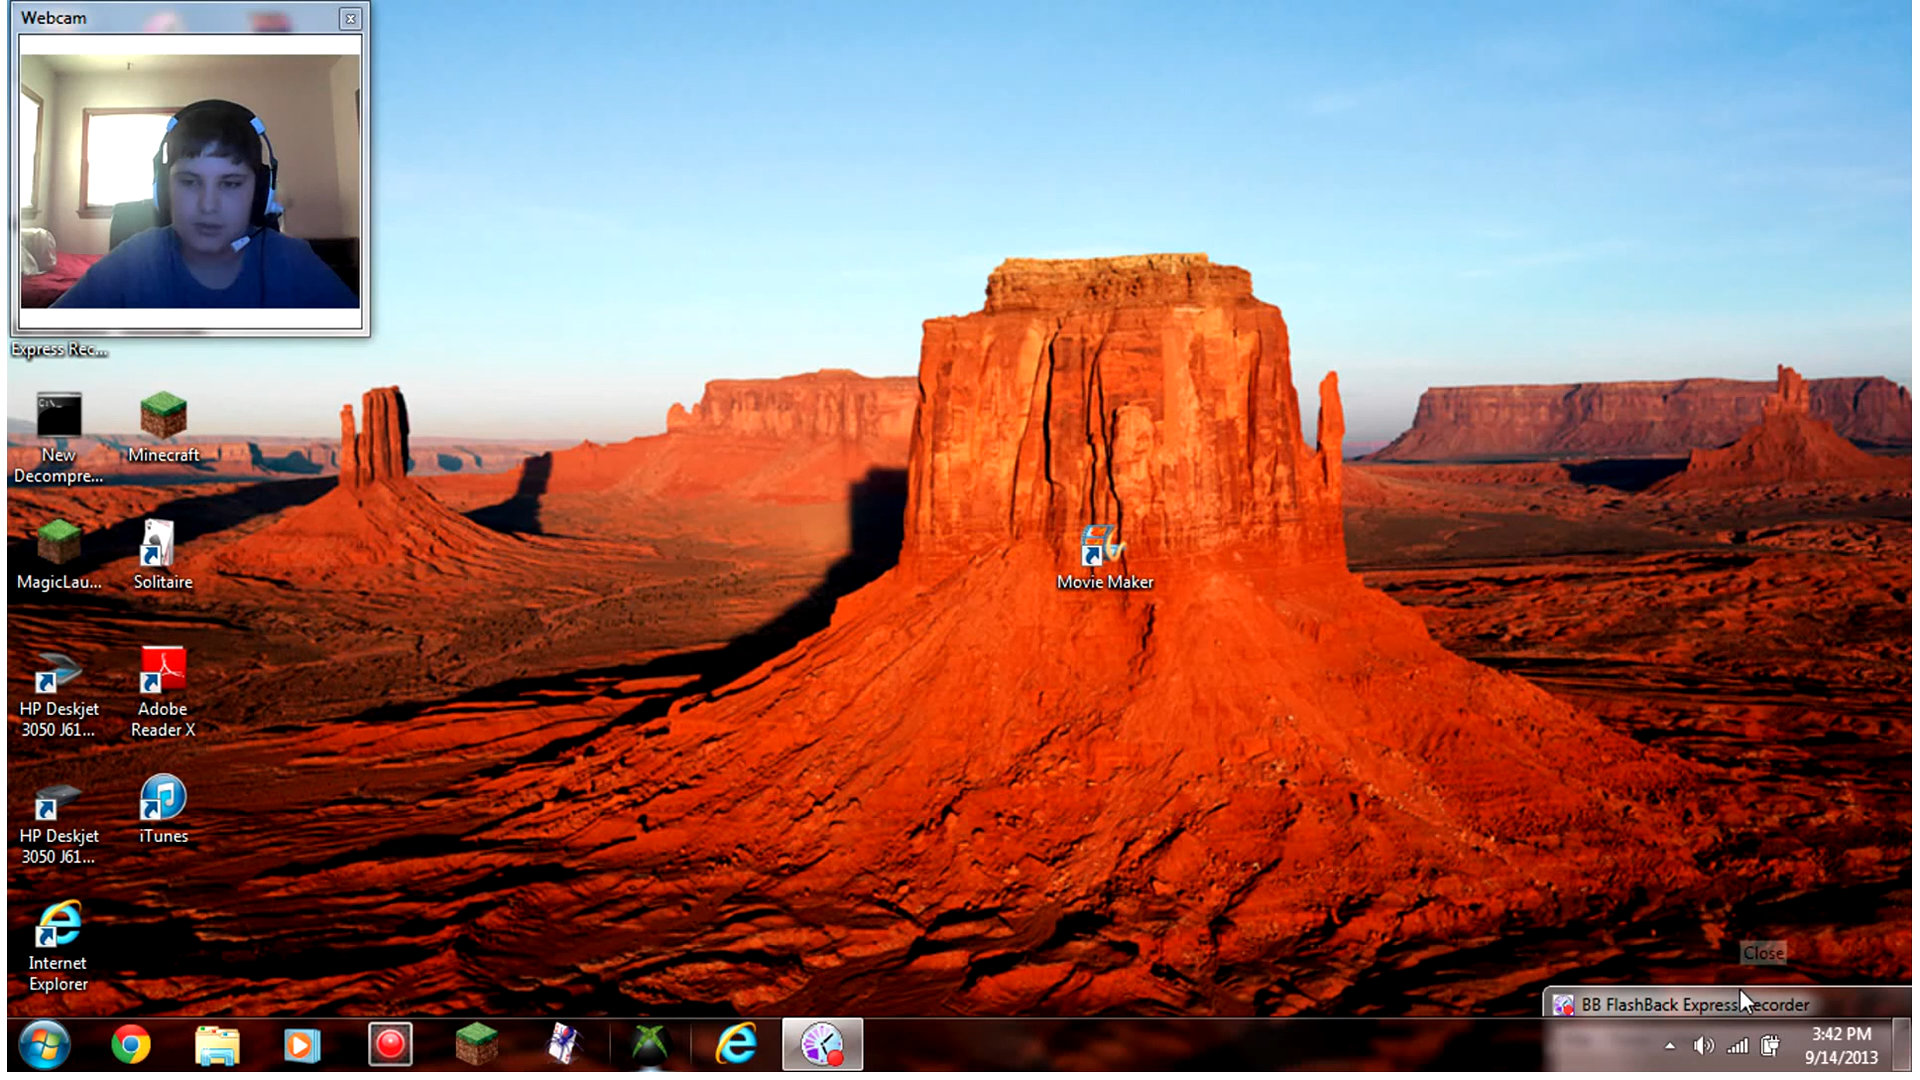 Webcam
Express Rec...
New
Decompre...
Minecraft
MagicLau...
Solitaire
Movie Maker
HP Deskjet
3050 J61...
Adobe
Reader X
HP Deskjet
3050 J61...
iTunes
Internet
Explorer
Close
BB FlashBack Express Recorder
3:42 PM
9/14/2013